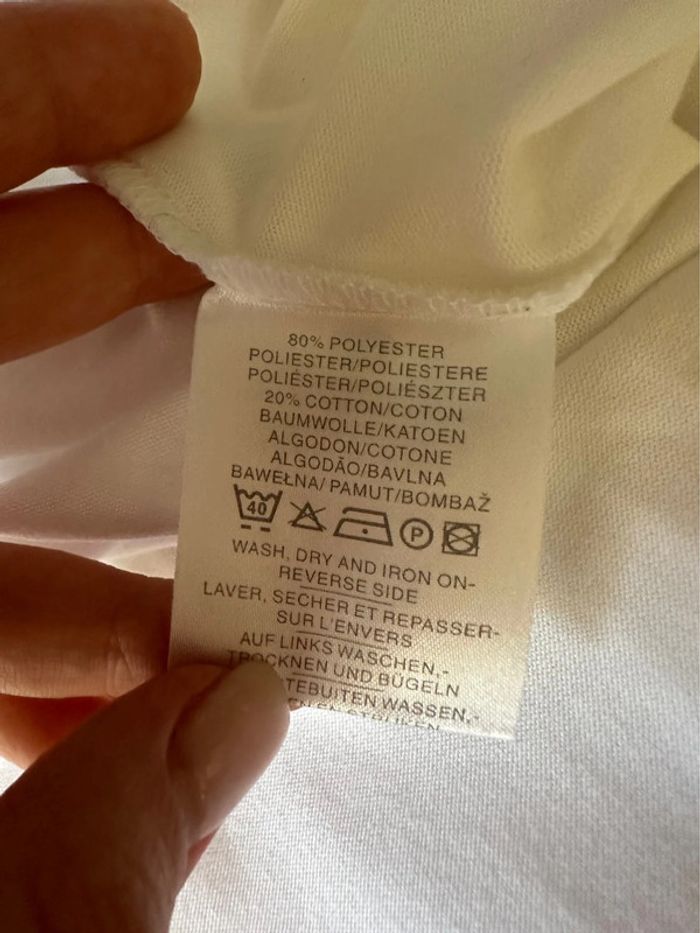 80% POLYESTER
POLIESTER/POLIESTERE
POLIÉSTER/POLIÉSZTER
20% COTTON/COTON
BAUMWOLLE/KATOEN
ALGODON/COTONE
ALGODÃO/BAVLNA
BAWEŁNA/ PAMUT/BOMBAŽ
40 P
WASH, DRY AND IRON ON-
REVERSE SIDE
LAVER, SECHER ET REPASSER-
SUR L'ENVERS
AUF LINKS WASCHEN,-
TROCKNEN UND BÜGELN
WASSEN,-